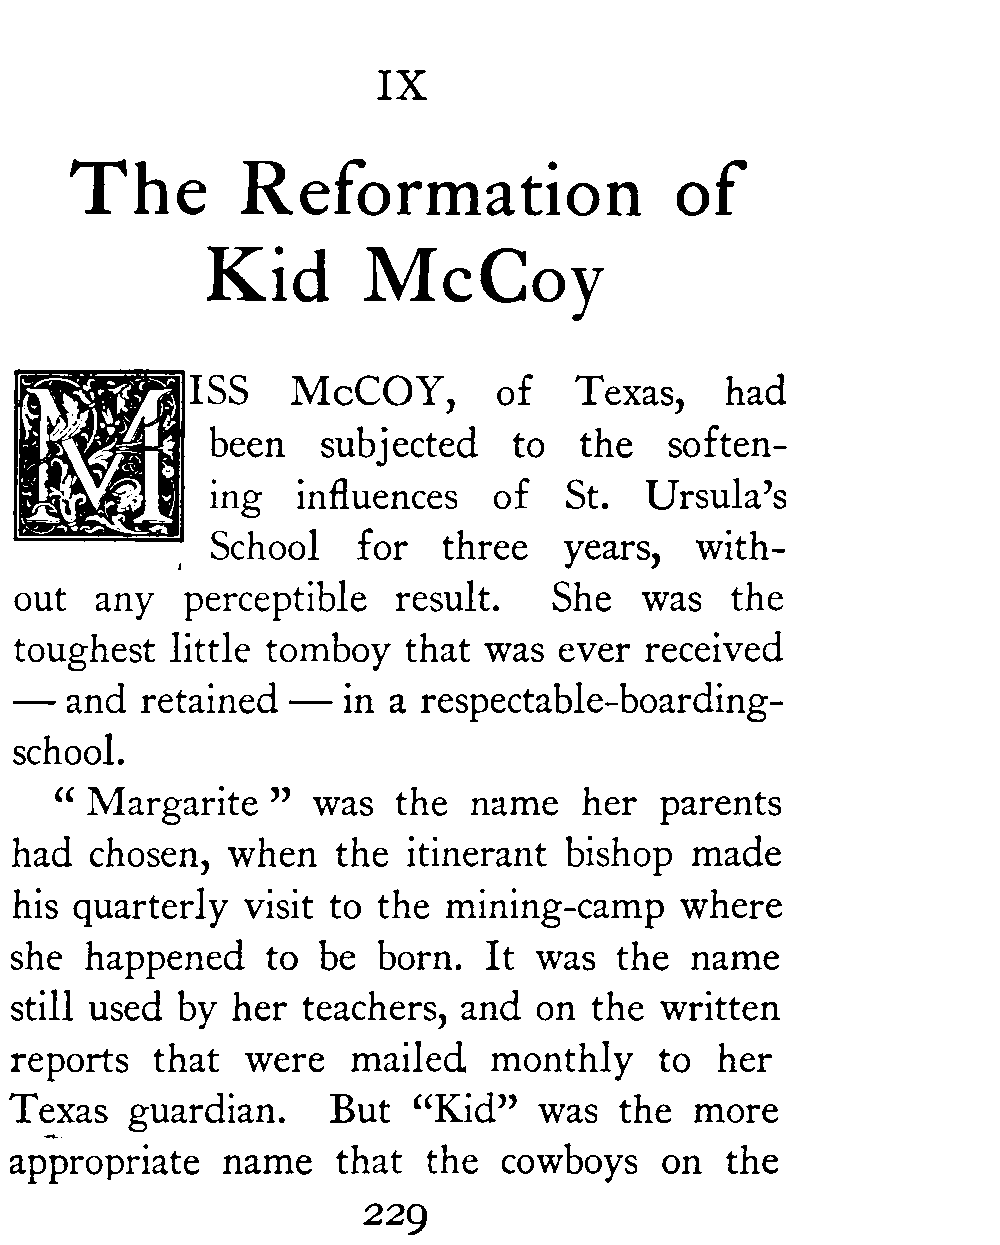 IX
The Reformation of
Kid McCoy
MISS McCOY, of Texas, had
been subjected to the soften-
ing influences of St. Ursula's
School for three years, with-
out any perceptible result. She was the
toughest little tomboy that was ever received
— and retained — in a respectable-boarding-
school.
" Margarite " was the name her parents
had chosen, when the itinerant bishop made
his quarterly visit to the mining-camp where
she happened to be born. It was the name
still used by her teachers, and on the written
reports that were mailed monthly to her
Texas guardian. But "Kid" was the more
appropriate name that the cowboys on the
229